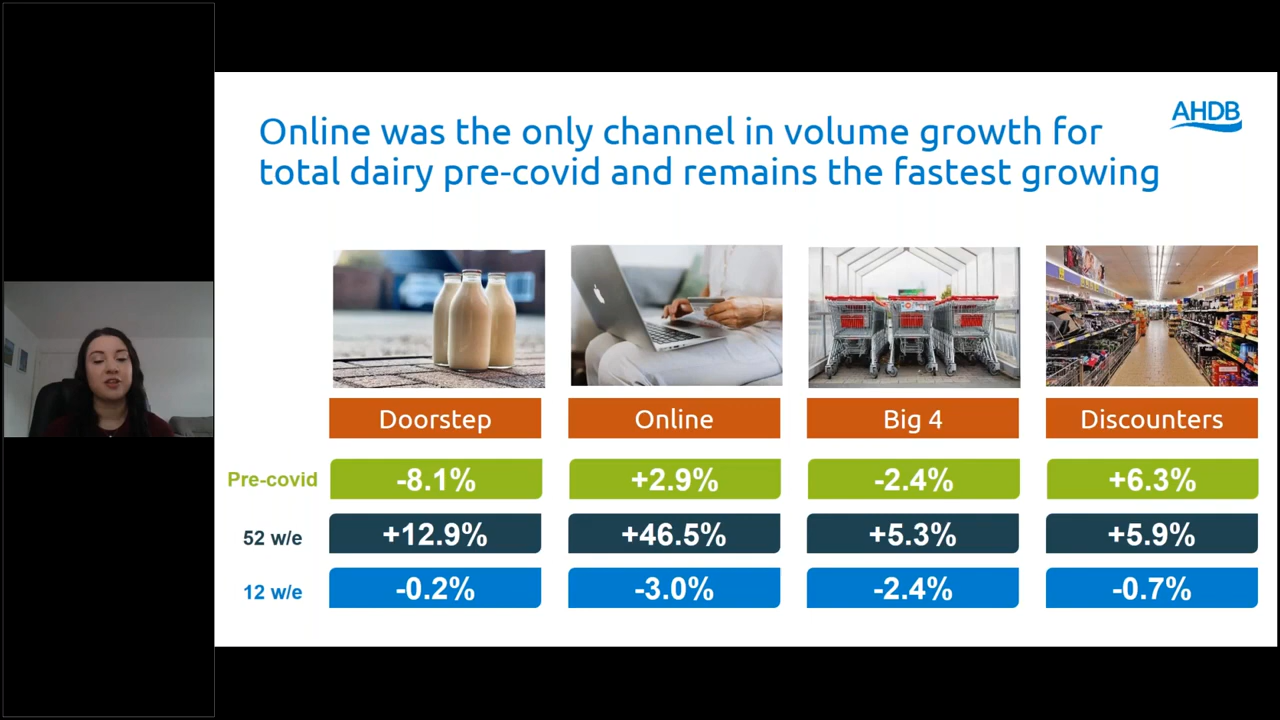 AHDB
Online was the only channel in volume growth for
total dairy pre-covid and remains the fastest growing
Doorstep Online Big 4 Discounters
Pre-covid -8.1% +2.9% -2.4% +6.3%
52 w/e +12.9% +46.5% +5.3% +5.9%
12 w/e -0.2% -3.0% -2.4% -0.7%